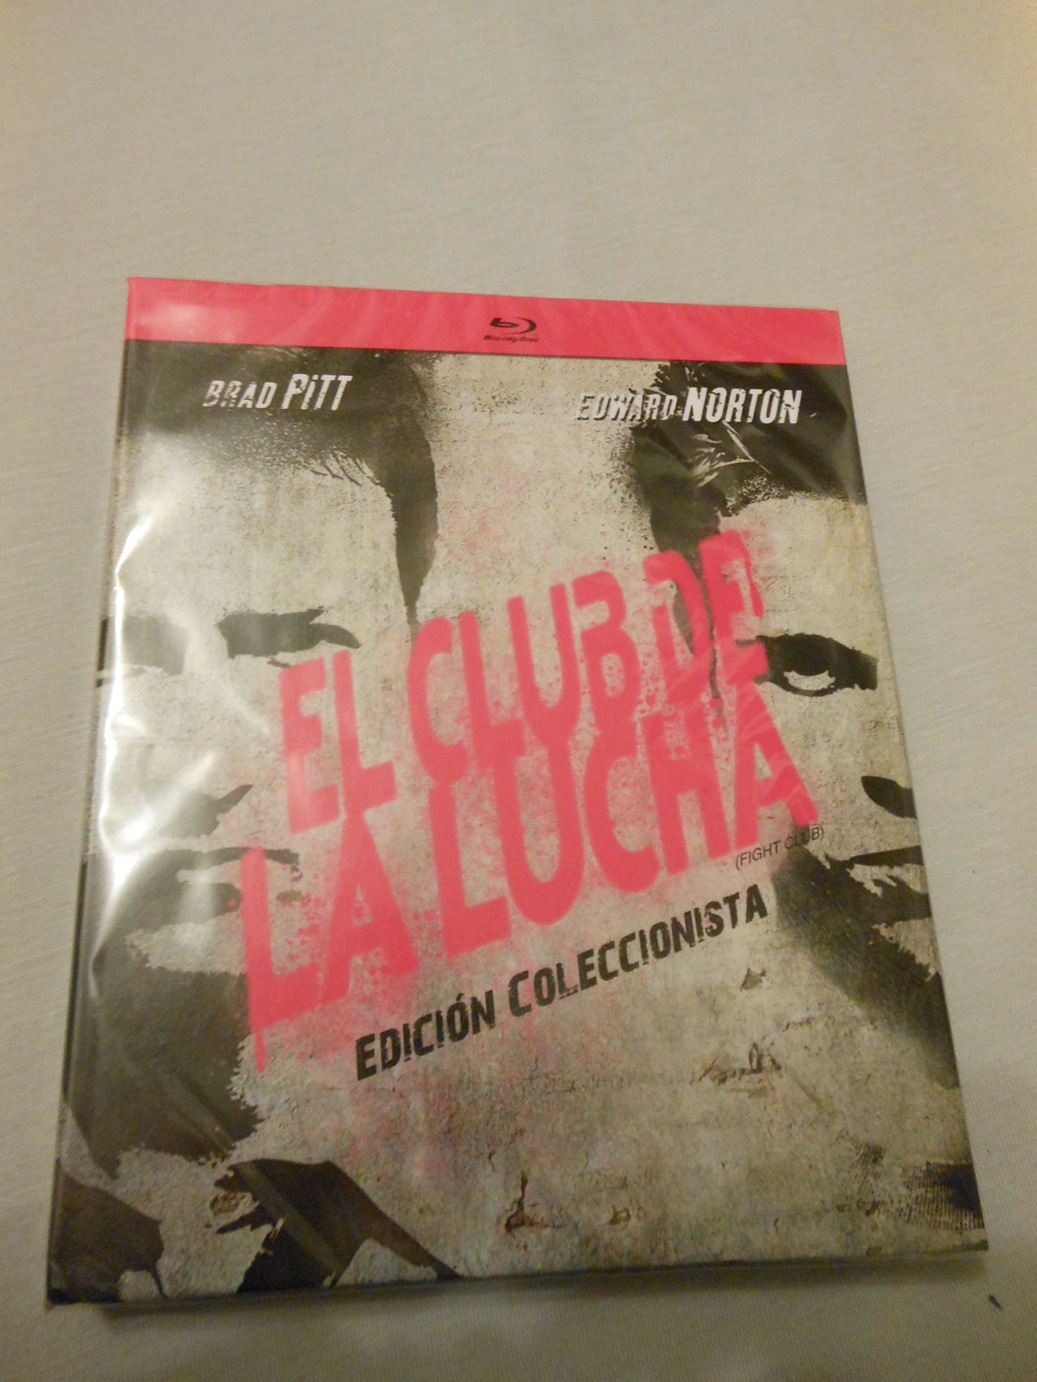 Blu-ray Disc
BRAD PITT
EDWARD NORTON
EL CLUB DE
LA LUCHA
(FIGHT CLUB)
EDICIÓN COLECCIONISTA